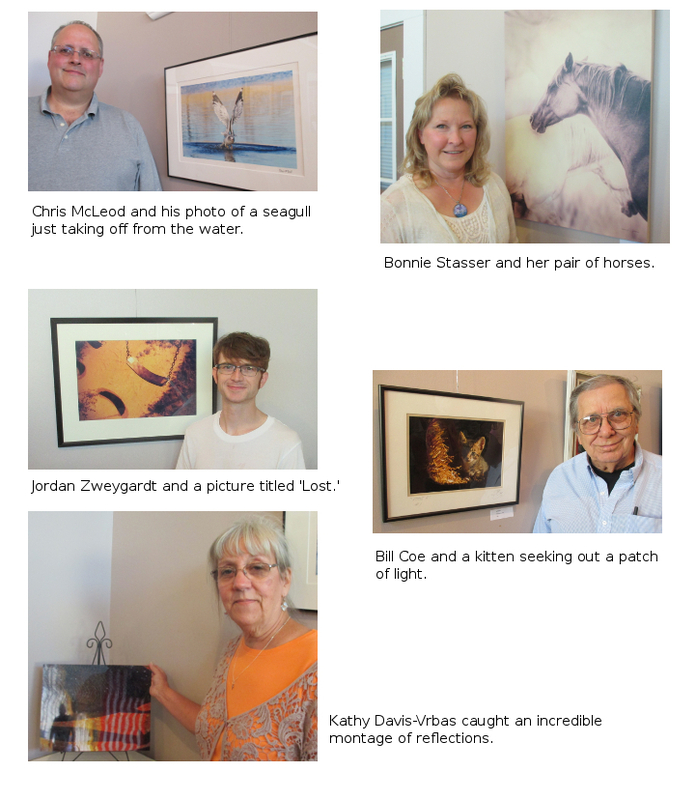 Chris McLeod and his photo of a seagull
just taking off from the water.
Bonnie Stasser and her pair of horses.
Jordan Zweygardt and a picture titled 'Lost.'
Bill Coe and a kitten seeking out a patch
of light.
Kathy Davis-Vrbas caught an incredible
montage of reflections.